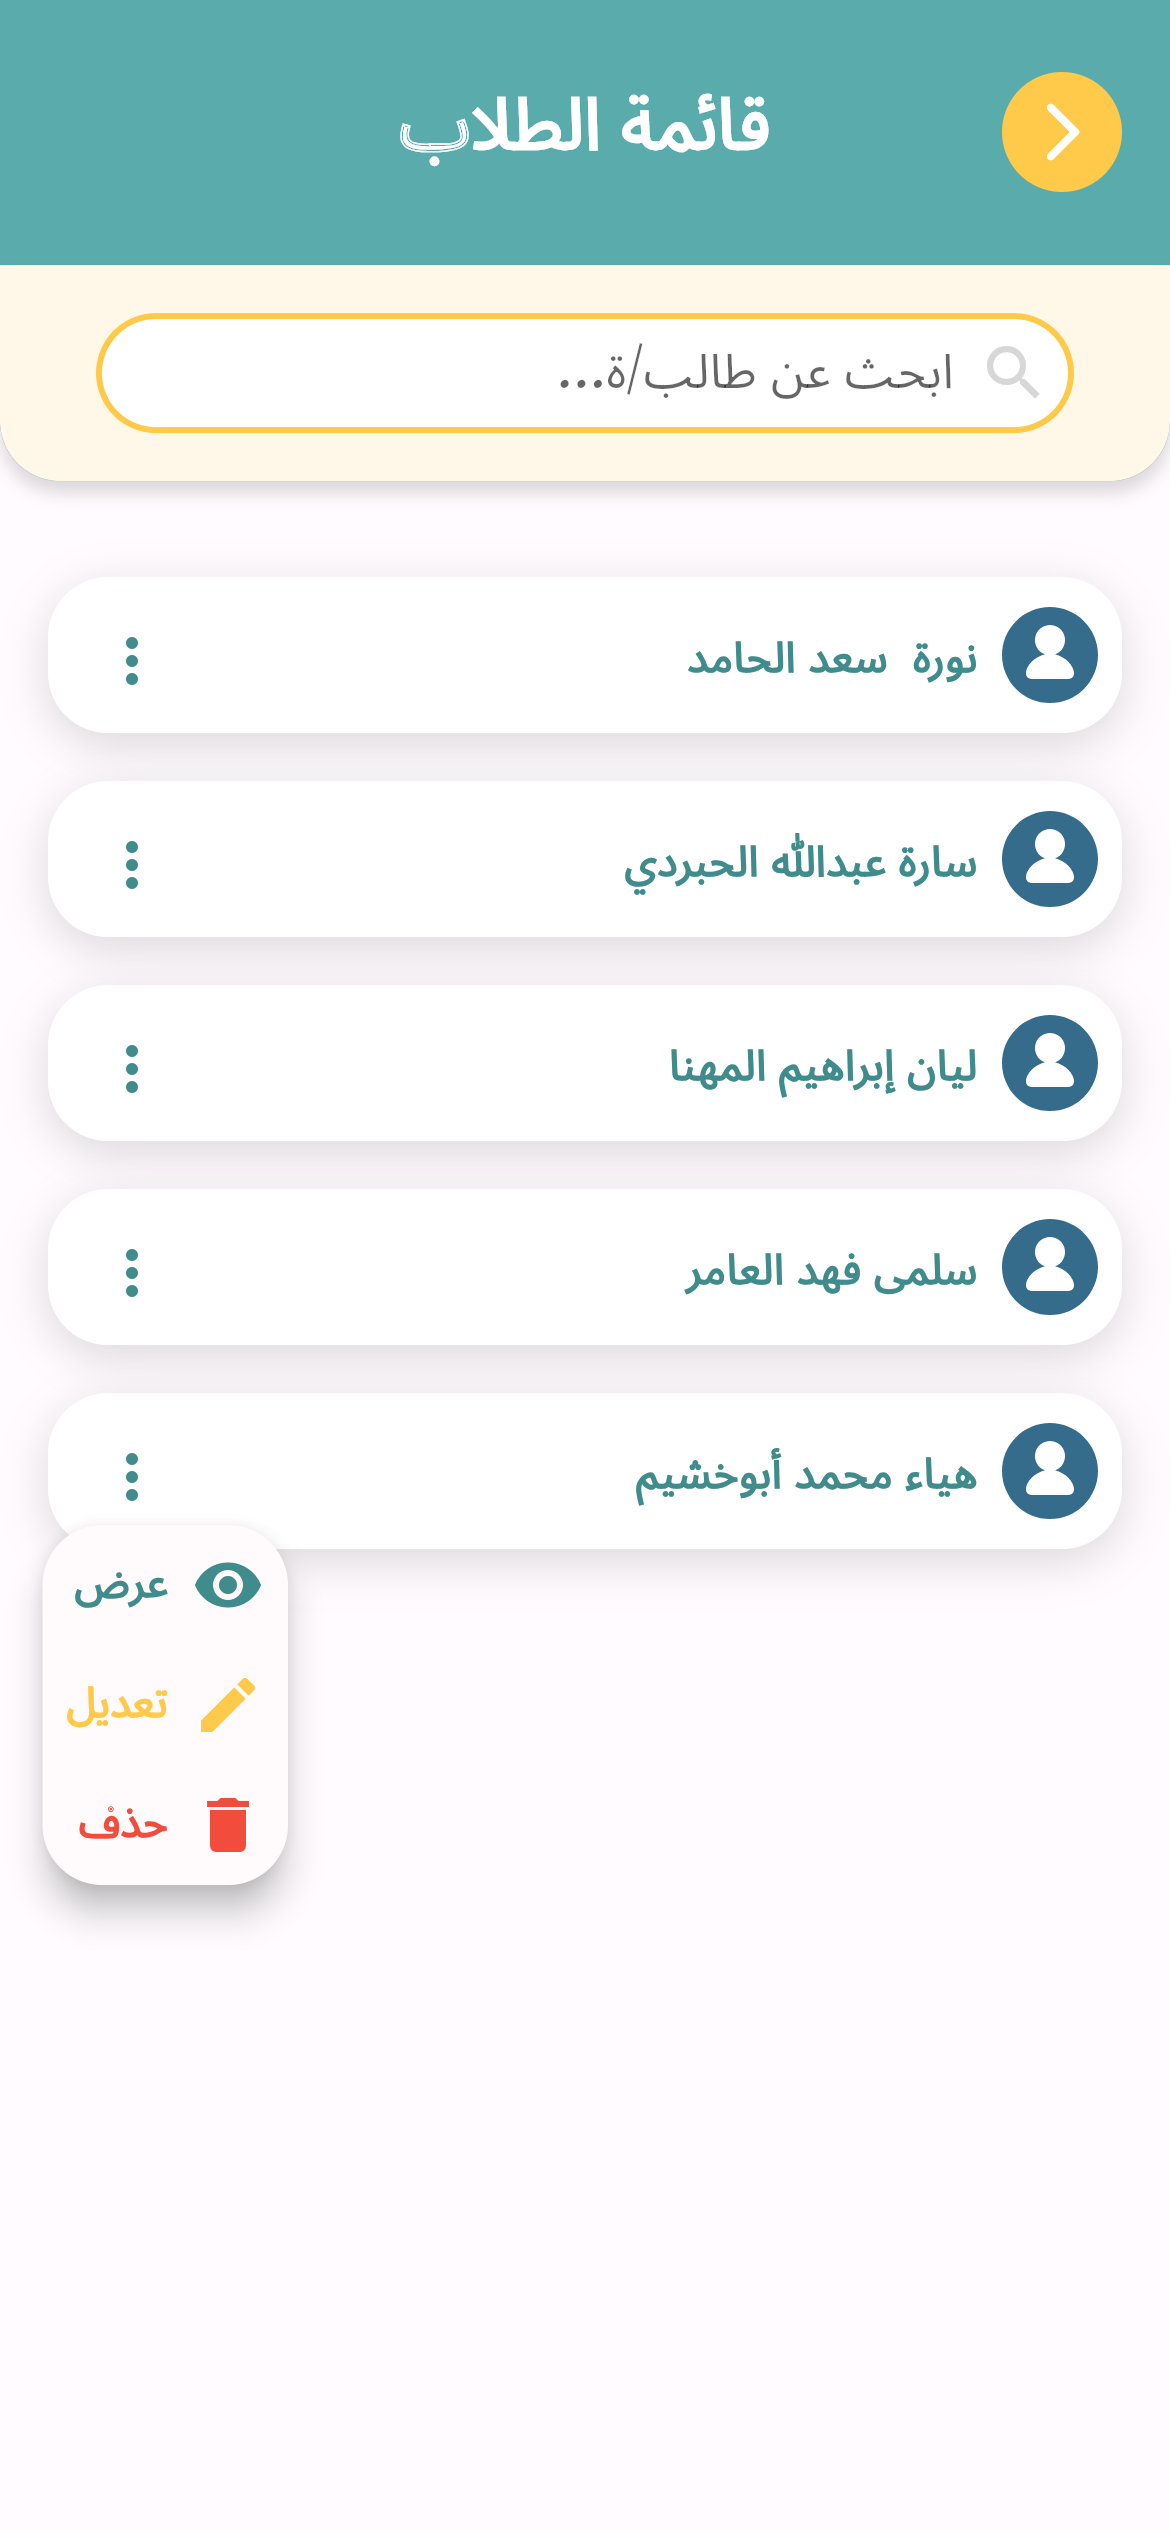 قائمة الطلاب
ابحث عن طالب/ة...
نورة سعد الحامد
سارة عبدالله الحبردي
ليان إبراهيم المهنا
سلمى فهد العامر
هياء محمد أبوخشيم
عرض
تعديل
حذف